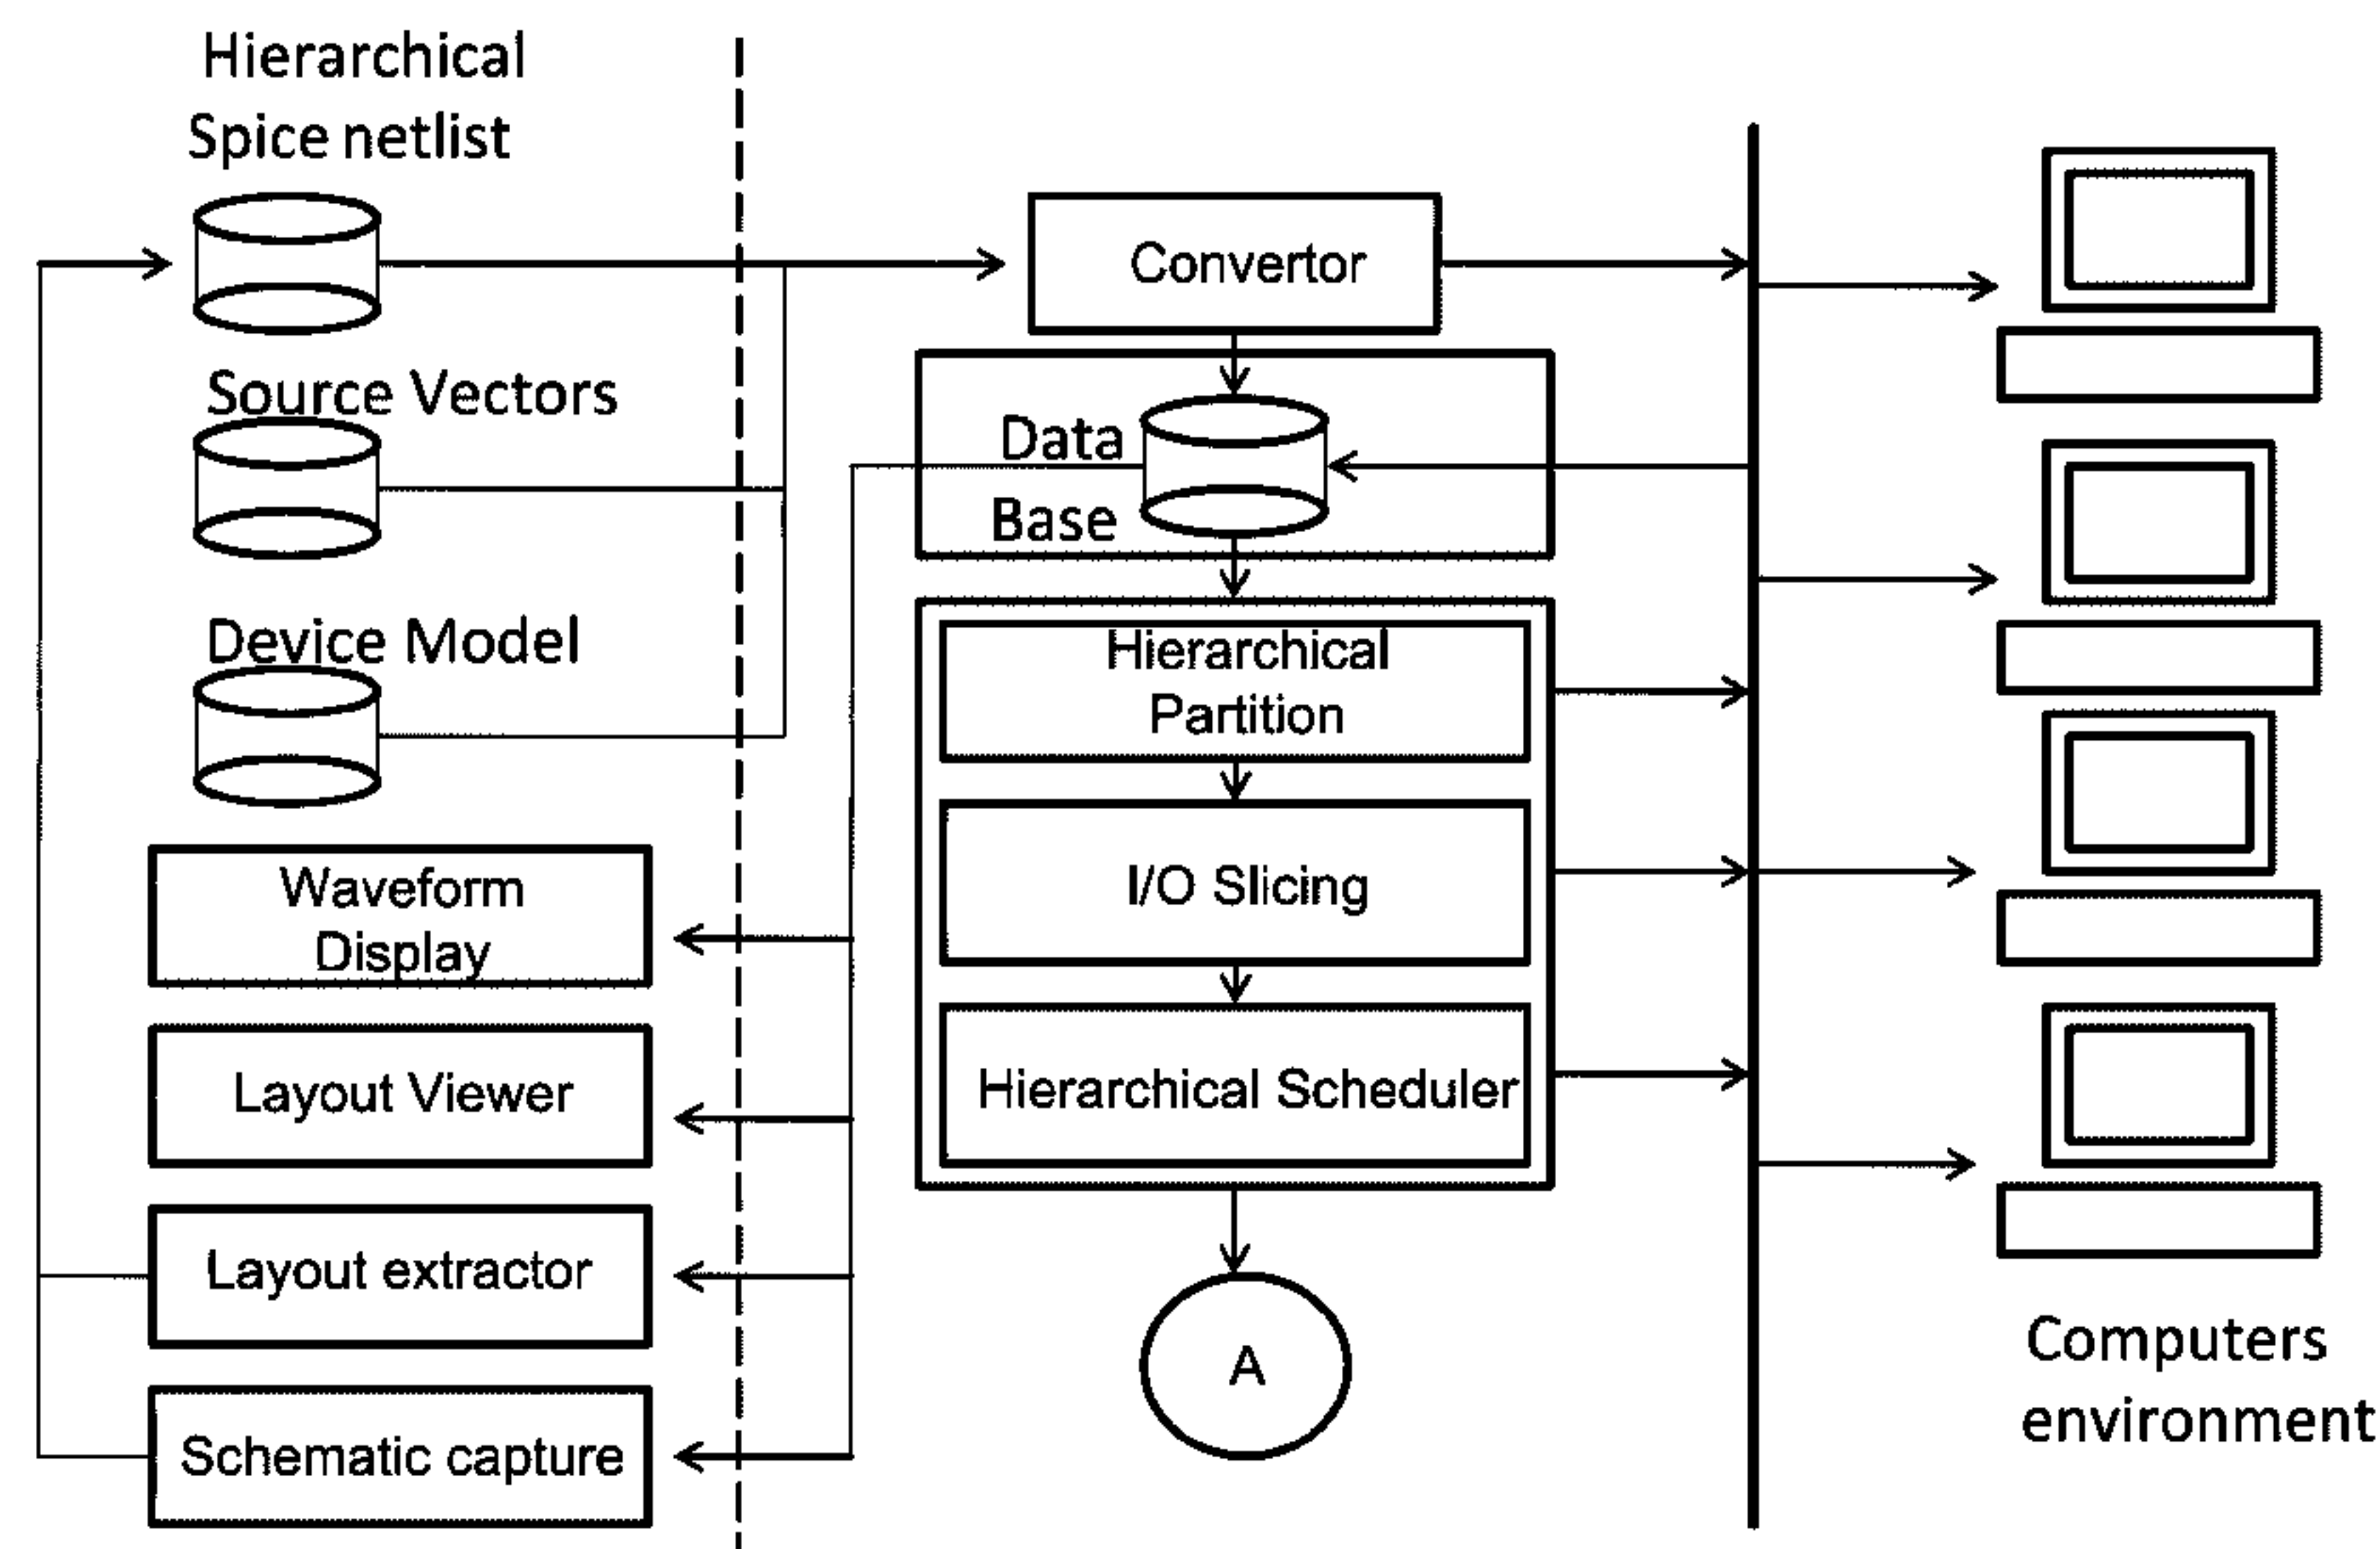 Hierarchical
Spice netlist
Source Vectors
Device Model
Waveform
Display
Layout Viewer
Layout extractor
Schematic capture
Convertor
Data
Base
Hierarchical
Partition
I/O Slicing
Hierarchical Scheduler
A
Computers
environment